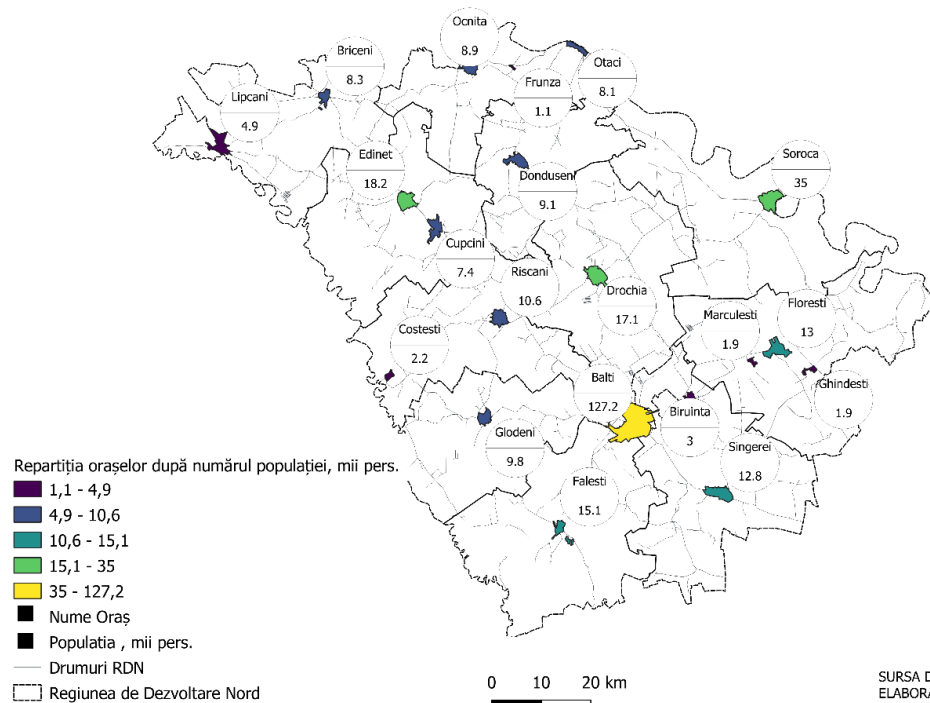 Ocnita
8.9
Briceni
8.3
Otaci
8.1
Frunza
1.1
Lipcani
4.9
Edinet
18.2
Soroca
35
Donduseni
9.1
Cupcini
7.4
Riscani
10.6
Drochia
17.1
Floresti
13
Marculesti
1.9
Costesti
2.2
Ghindesti
1.9
Balti
127.2
Biruinta
3
Glodeni
9.8
Singerei
12.8
Falesti
15.1
Repartiția orașelor după numărul populației, mii pers.
1,1 - 4,9
4,9 - 10,6
10,6 - 15,1
15,1 - 35
35 - 127,2
Nume Oraș
Populatia , mii pers.
Drumuri RDN
Regiunea de Dezvoltare Nord
0 10 20 km
SURSA D
ELABORA